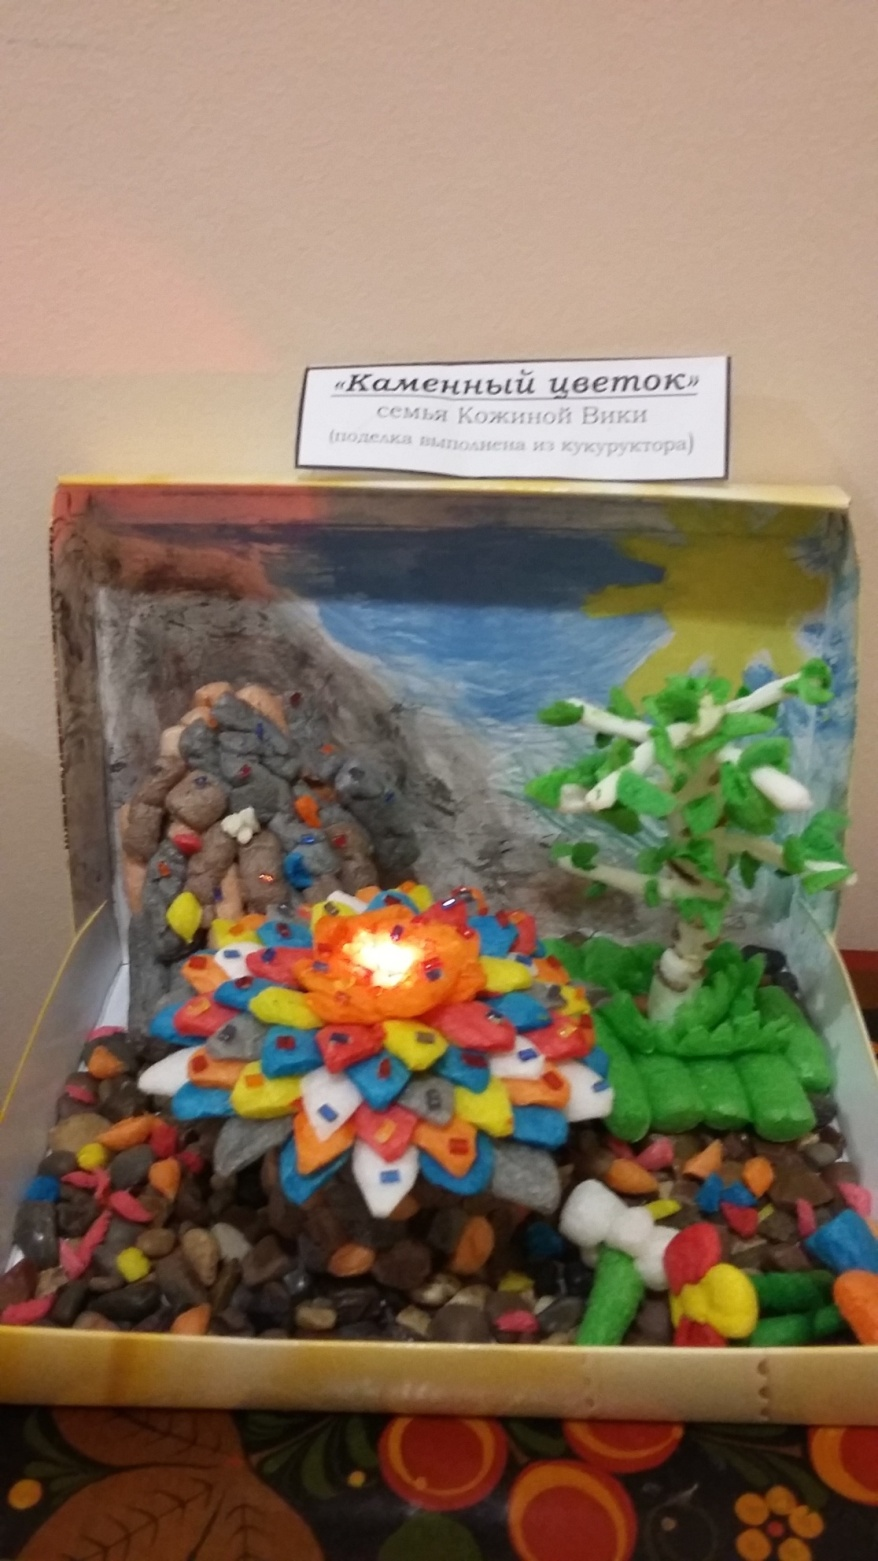 «Каменный цветок»
семья Кожиной Вики
(поделка выполнена из кукуруктора)